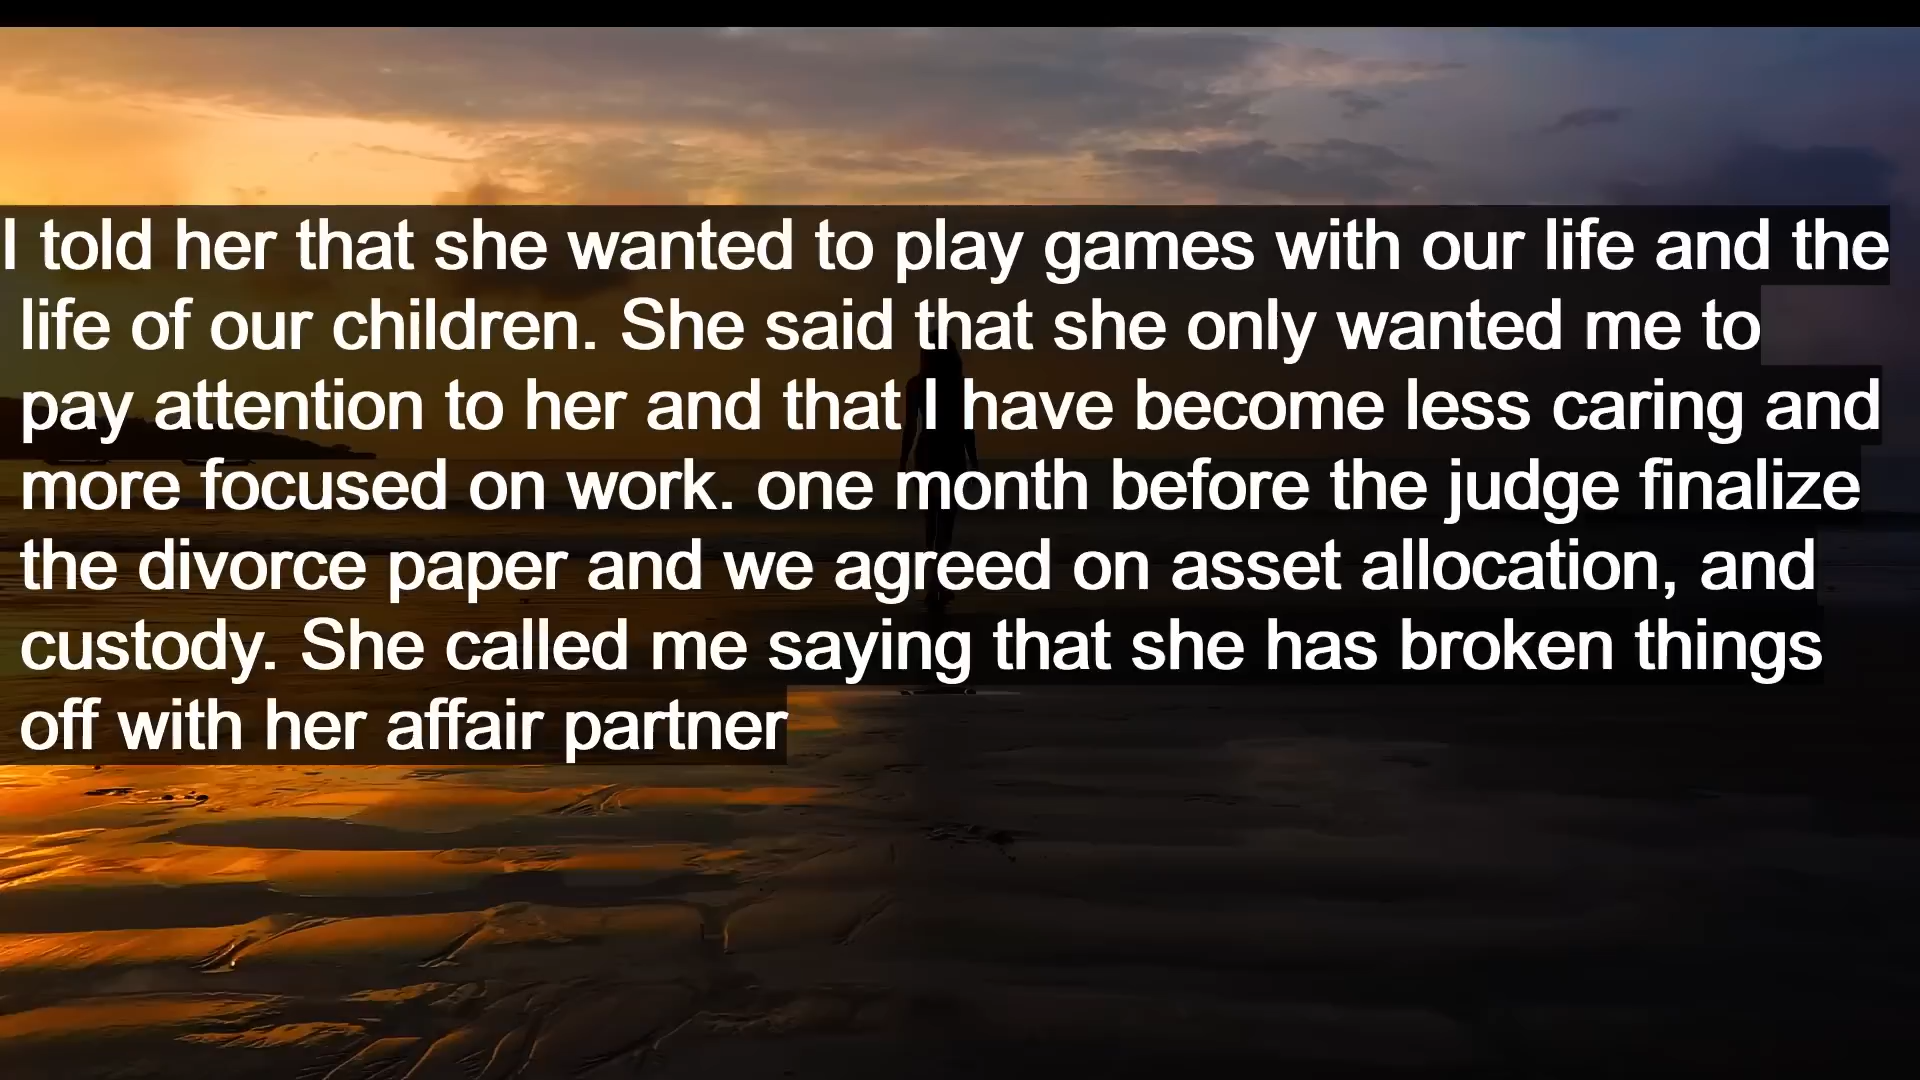 I told her that she wanted to play games with our life and the
life of our children. She said that she only wanted me to
pay attention to her and that I have become less caring and
more focused on work. one month before the judge finalize
the divorce paper and we agreed on asset allocation, and
custody. She called me saying that she has broken things
off with her affair partner